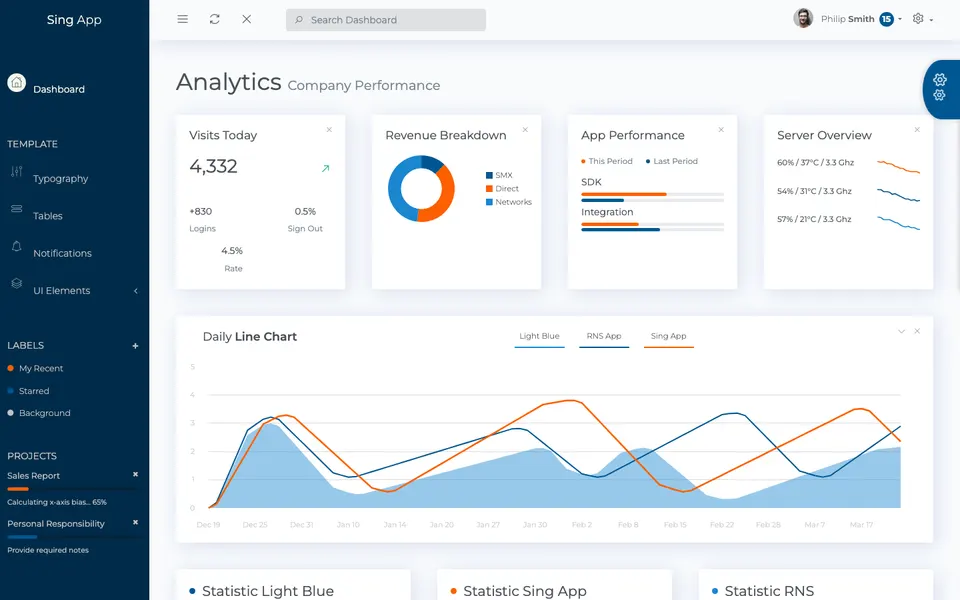 Sing App
Search Dashboard
Philip Smith 15
Dashboard
TEMPLATE
Typography
Tables
Notifications
UI Elements
LABELS +
My Recent
Starred
Background
PROJECTS
Sales Report
Calculating x-axis bias... 65%
Personal Responsibility
Provide required notes
Analytics Company Performance
Visits Today
4,332
+830 0.5%
Logins Sign Out
4.5%
Rate
Revenue Breakdown
SMX
Direct
Networks
App Performance
This Period Last Period
SDK
Integration
Server Overview
60% / 37°C / 3.3 Ghz
54% / 31°C / 3.3 Ghz
57% / 21°C / 3.3 Ghz
Daily Line Chart
Light Blue RNS App Sing App
5
4
3
2
1
0
Dec 19 Dec 25 Dec 31 Jan 10 Jan 14 Jan 20 Jan 27 Jan 30 Feb 2 Feb 8 Feb 15 Feb 22 Feb 28 Mar 7 Mar 17
Statistic Light Blue
Statistic Sing App
Statistic RNS